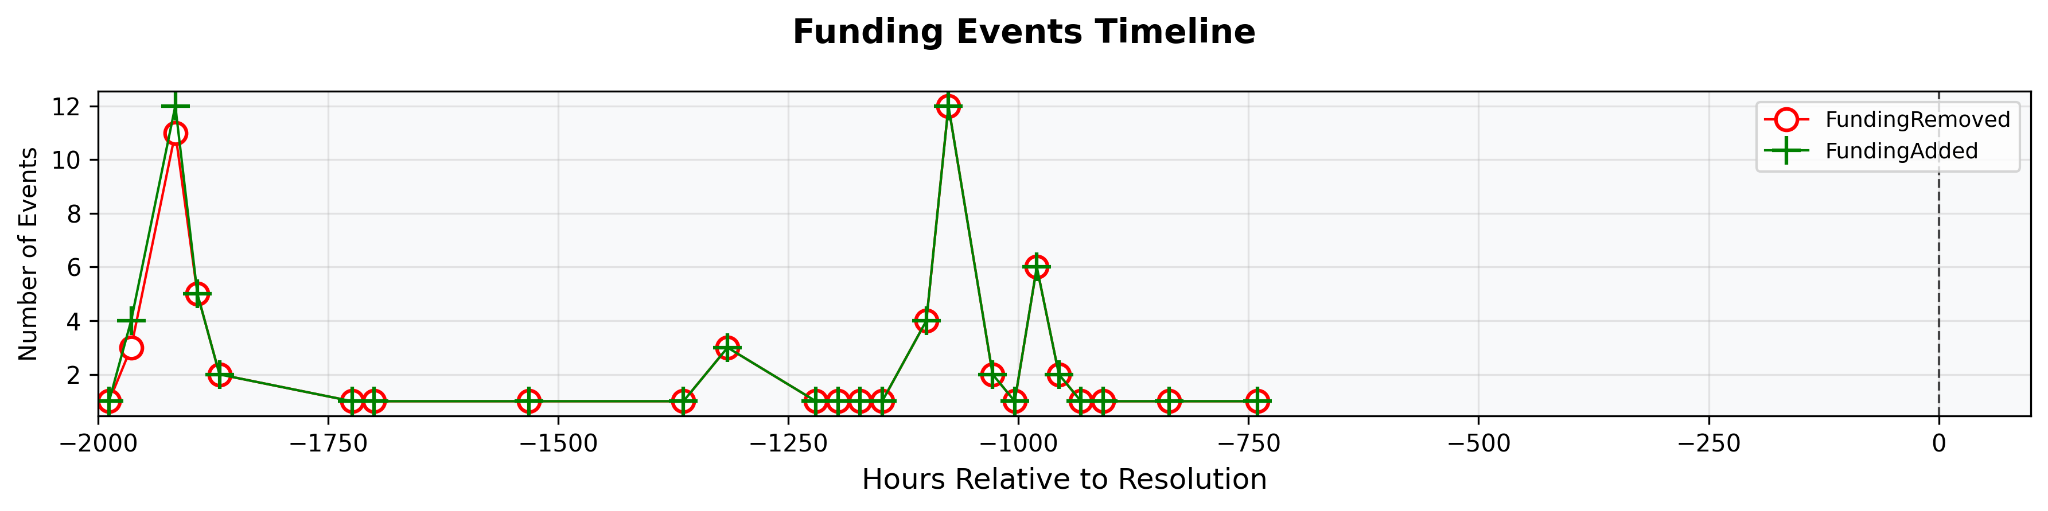 Funding Events Timeline
Number of Events
12
10
8
6
4
2
FundingRemoved
FundingAdded
−2000 −1750 −1500 −1250 −1000 −750 −500 −250 0
Hours Relative to Resolution